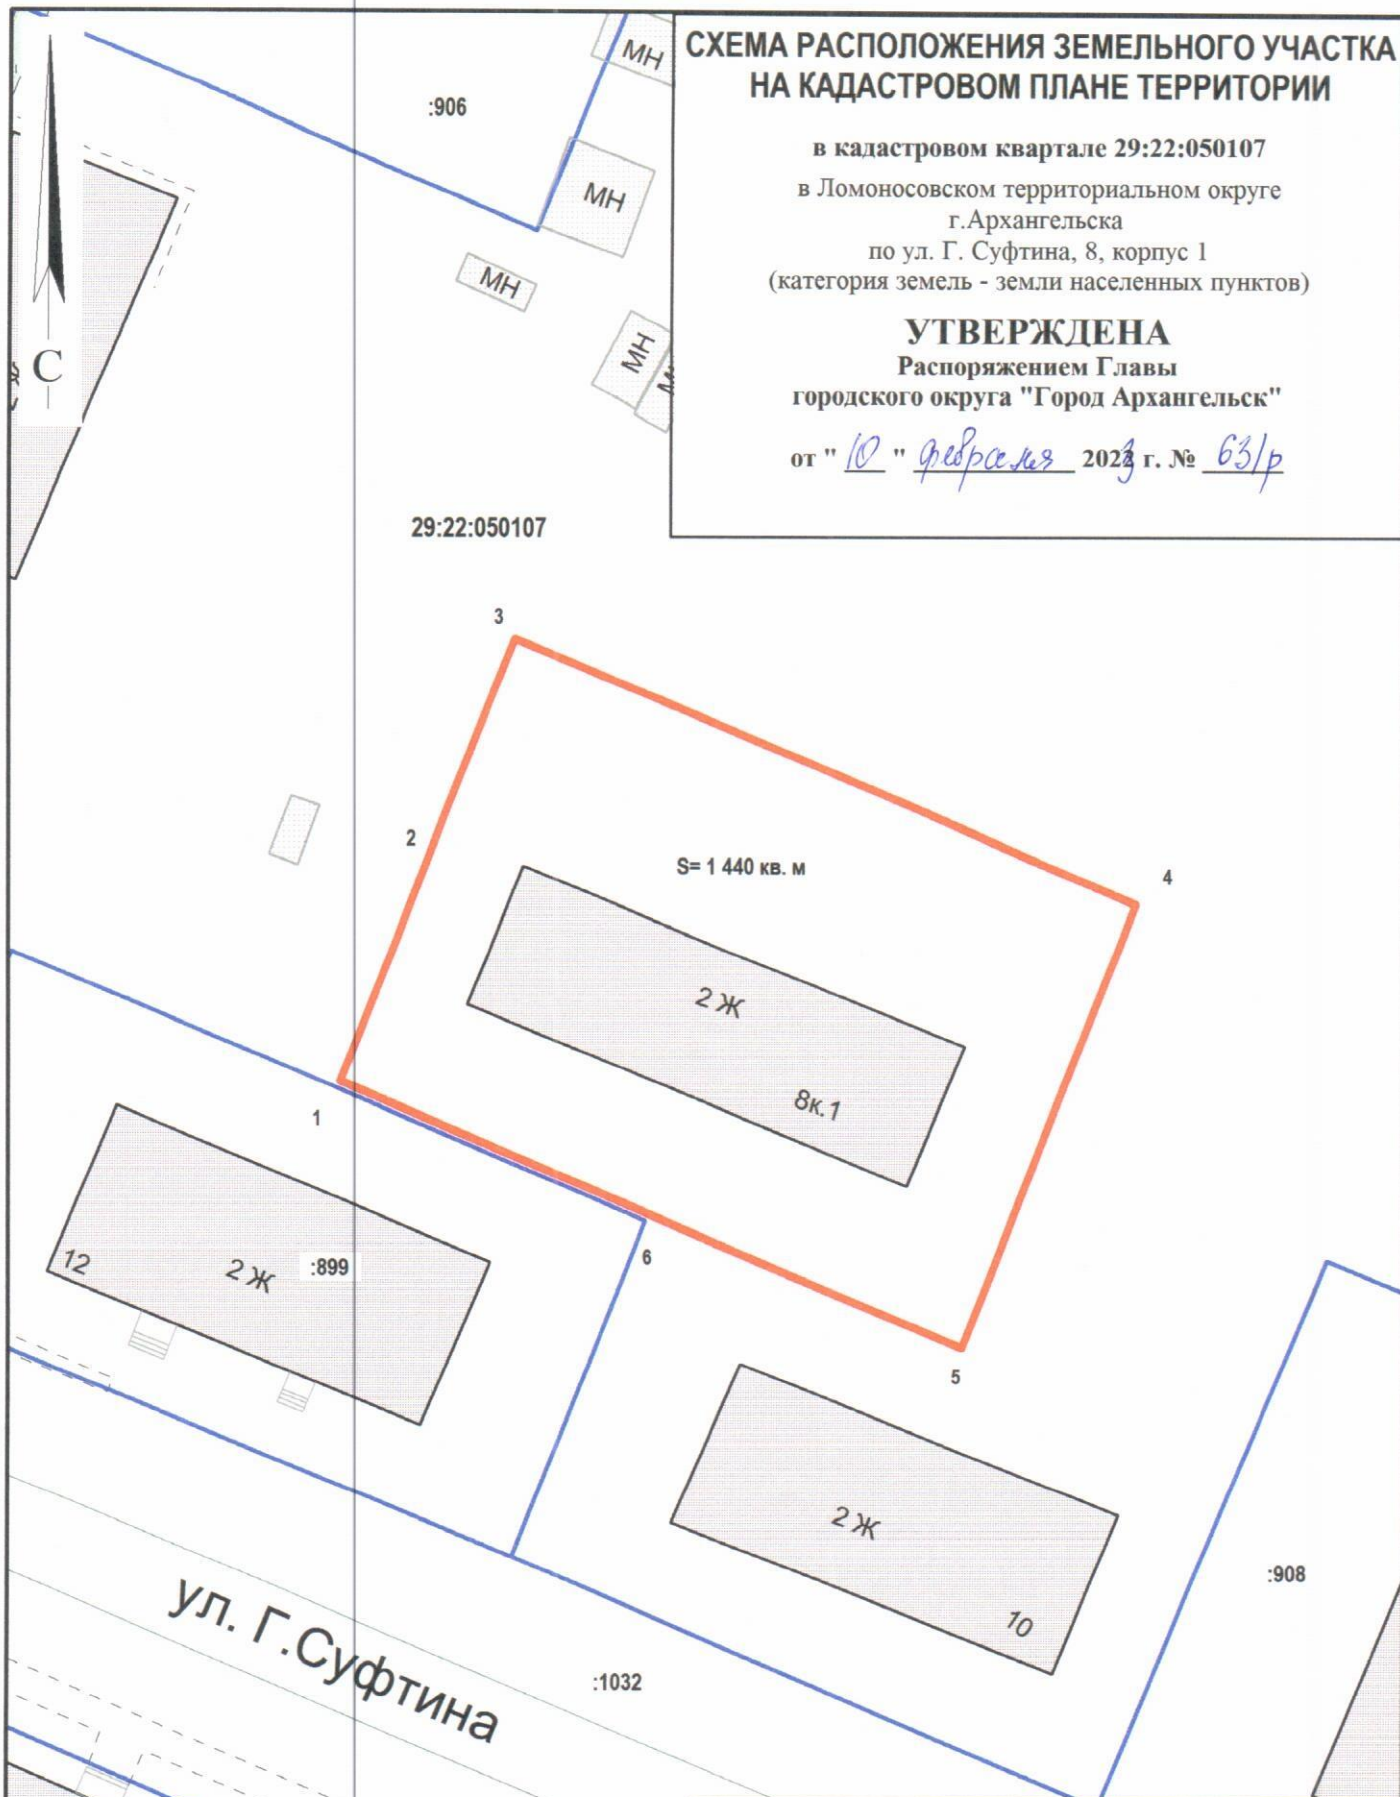 СХЕМА РАСПОЛОЖЕНИЯ ЗЕМЕЛЬНОГО УЧАСТКА
НА КАДАСТРОВОМ ПЛАНЕ ТЕРРИТОРИИ
в кадастровом квартале 29:22:050107
в Ломоносовском территориальном округе
г.Архангельска
по ул. Г. Суфтина, 8, корпус 1
(категория земель - земли населенных пунктов)
УТВЕРЖДЕНА
Распоряжением Главы
городского округа "Город Архангельск"
от " 10 " февраля 2023 г. № 63/р
МН
:906
МН
МН
МН
С
29:22:050107
3
2
S= 1 440 кв. м
4
2 Ж
8к.1
1
6
12
2 Ж
:899
5
2 Ж
10
:908
ул. Г.Суфтина
:1032